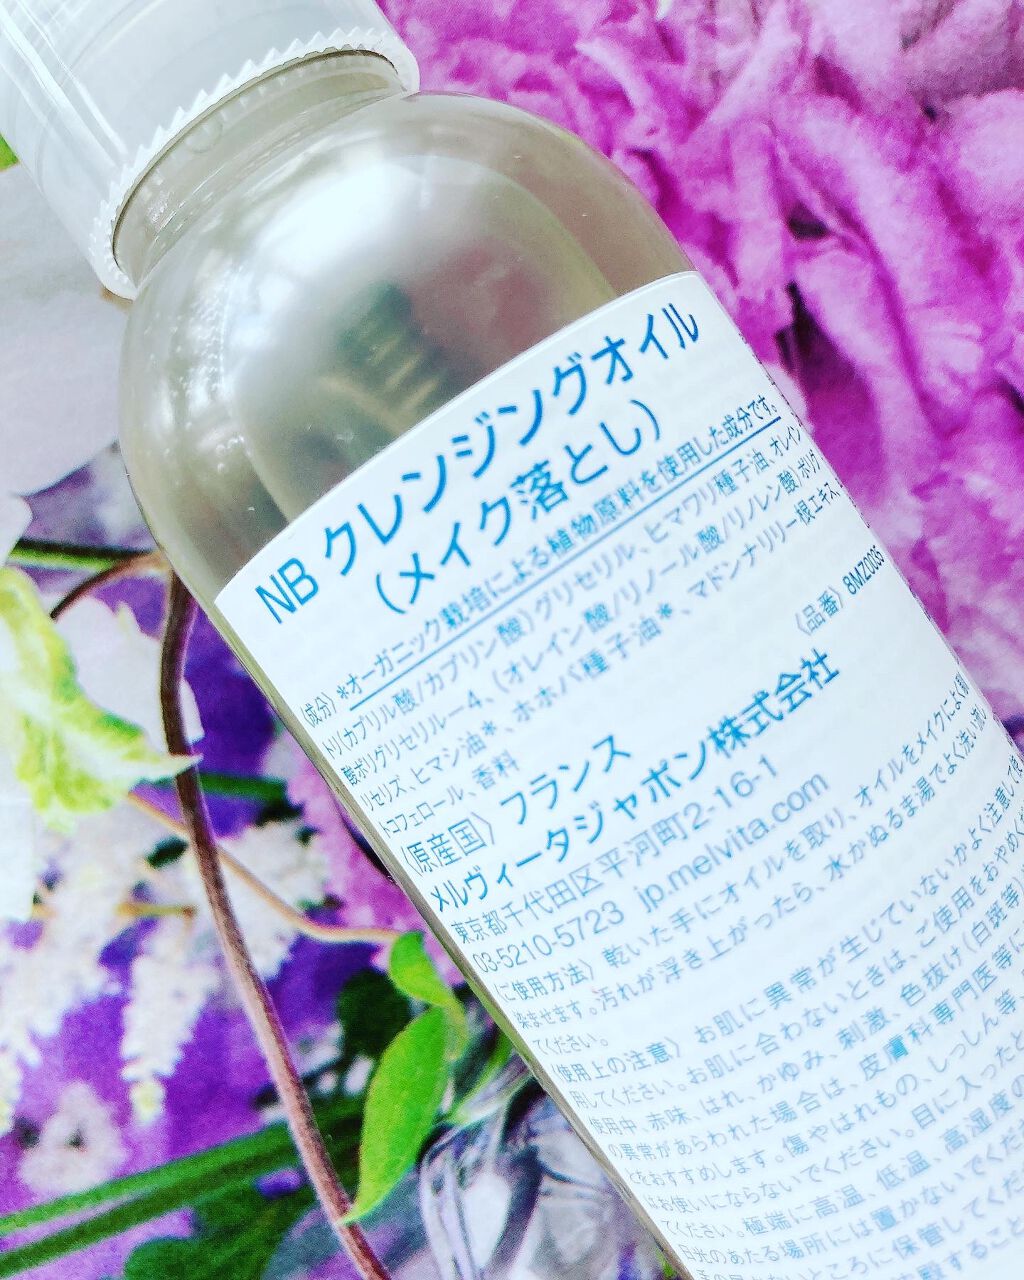 NB クレンジングオイル
(メイク落とし)
〈成分〉*オーガニック栽培による植物原料を使用した成分です。
トリ(カプリル酸/カプリン酸)グリセリル、ヒマワリ種子油、オレイン
酸ポリグリセリル-4、(オレイン酸/リノール酸/リノレン酸)ポリグ
リセリズ、ヒマシ油*、ホホバ種子油*、マドンナリリー根エキス、
トコフェロール、香料
〈品番〉8MZ0035
〈原産国〉フランス
メルヴィータジャポン株式会社
東京都千代田区平河町2-16-1
03-5210-5723 jp.melvita.com
〈ご使用方法〉乾いた手にオイルを取り、オイルをメイクによく馴
染ませます。汚れが浮き上がったら、水かぬるま湯でよく洗い流し
てください。
〈使用上の注意〉お肌に異常が生じていないかよく注意して使
用してください。お肌に合わないときは、ご使用をおやめくだ
使用中、赤味、はれ、かゆみ、刺激、色抜け(白斑等)
の異常があらわれた場合は、皮膚科専門医等に
をおすすめします。傷やはれもの、しっしん等、
はお使いにならないでください。目に入ったと
てください。極端に高温、低温、高湿度の
日光のあたる場所には置かないでくだ
ところに保管してくだ